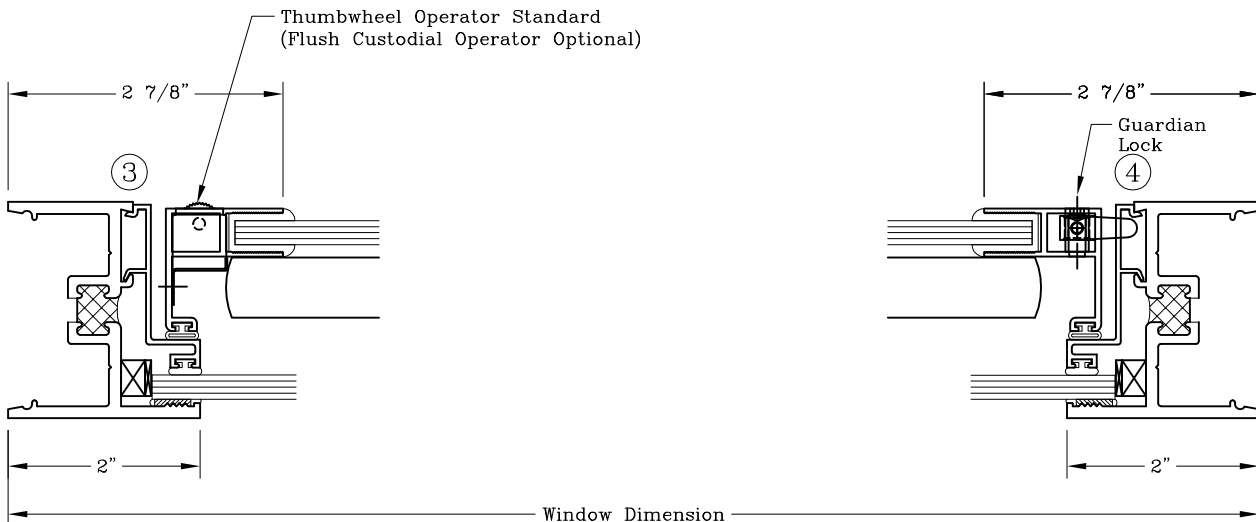 Thumbwheel Operator Standard
(Flush Custodial Operator Optional)
2 7/8”
2 7/8”
Guardian
Lock
3
4
2”
2”
Window Dimension